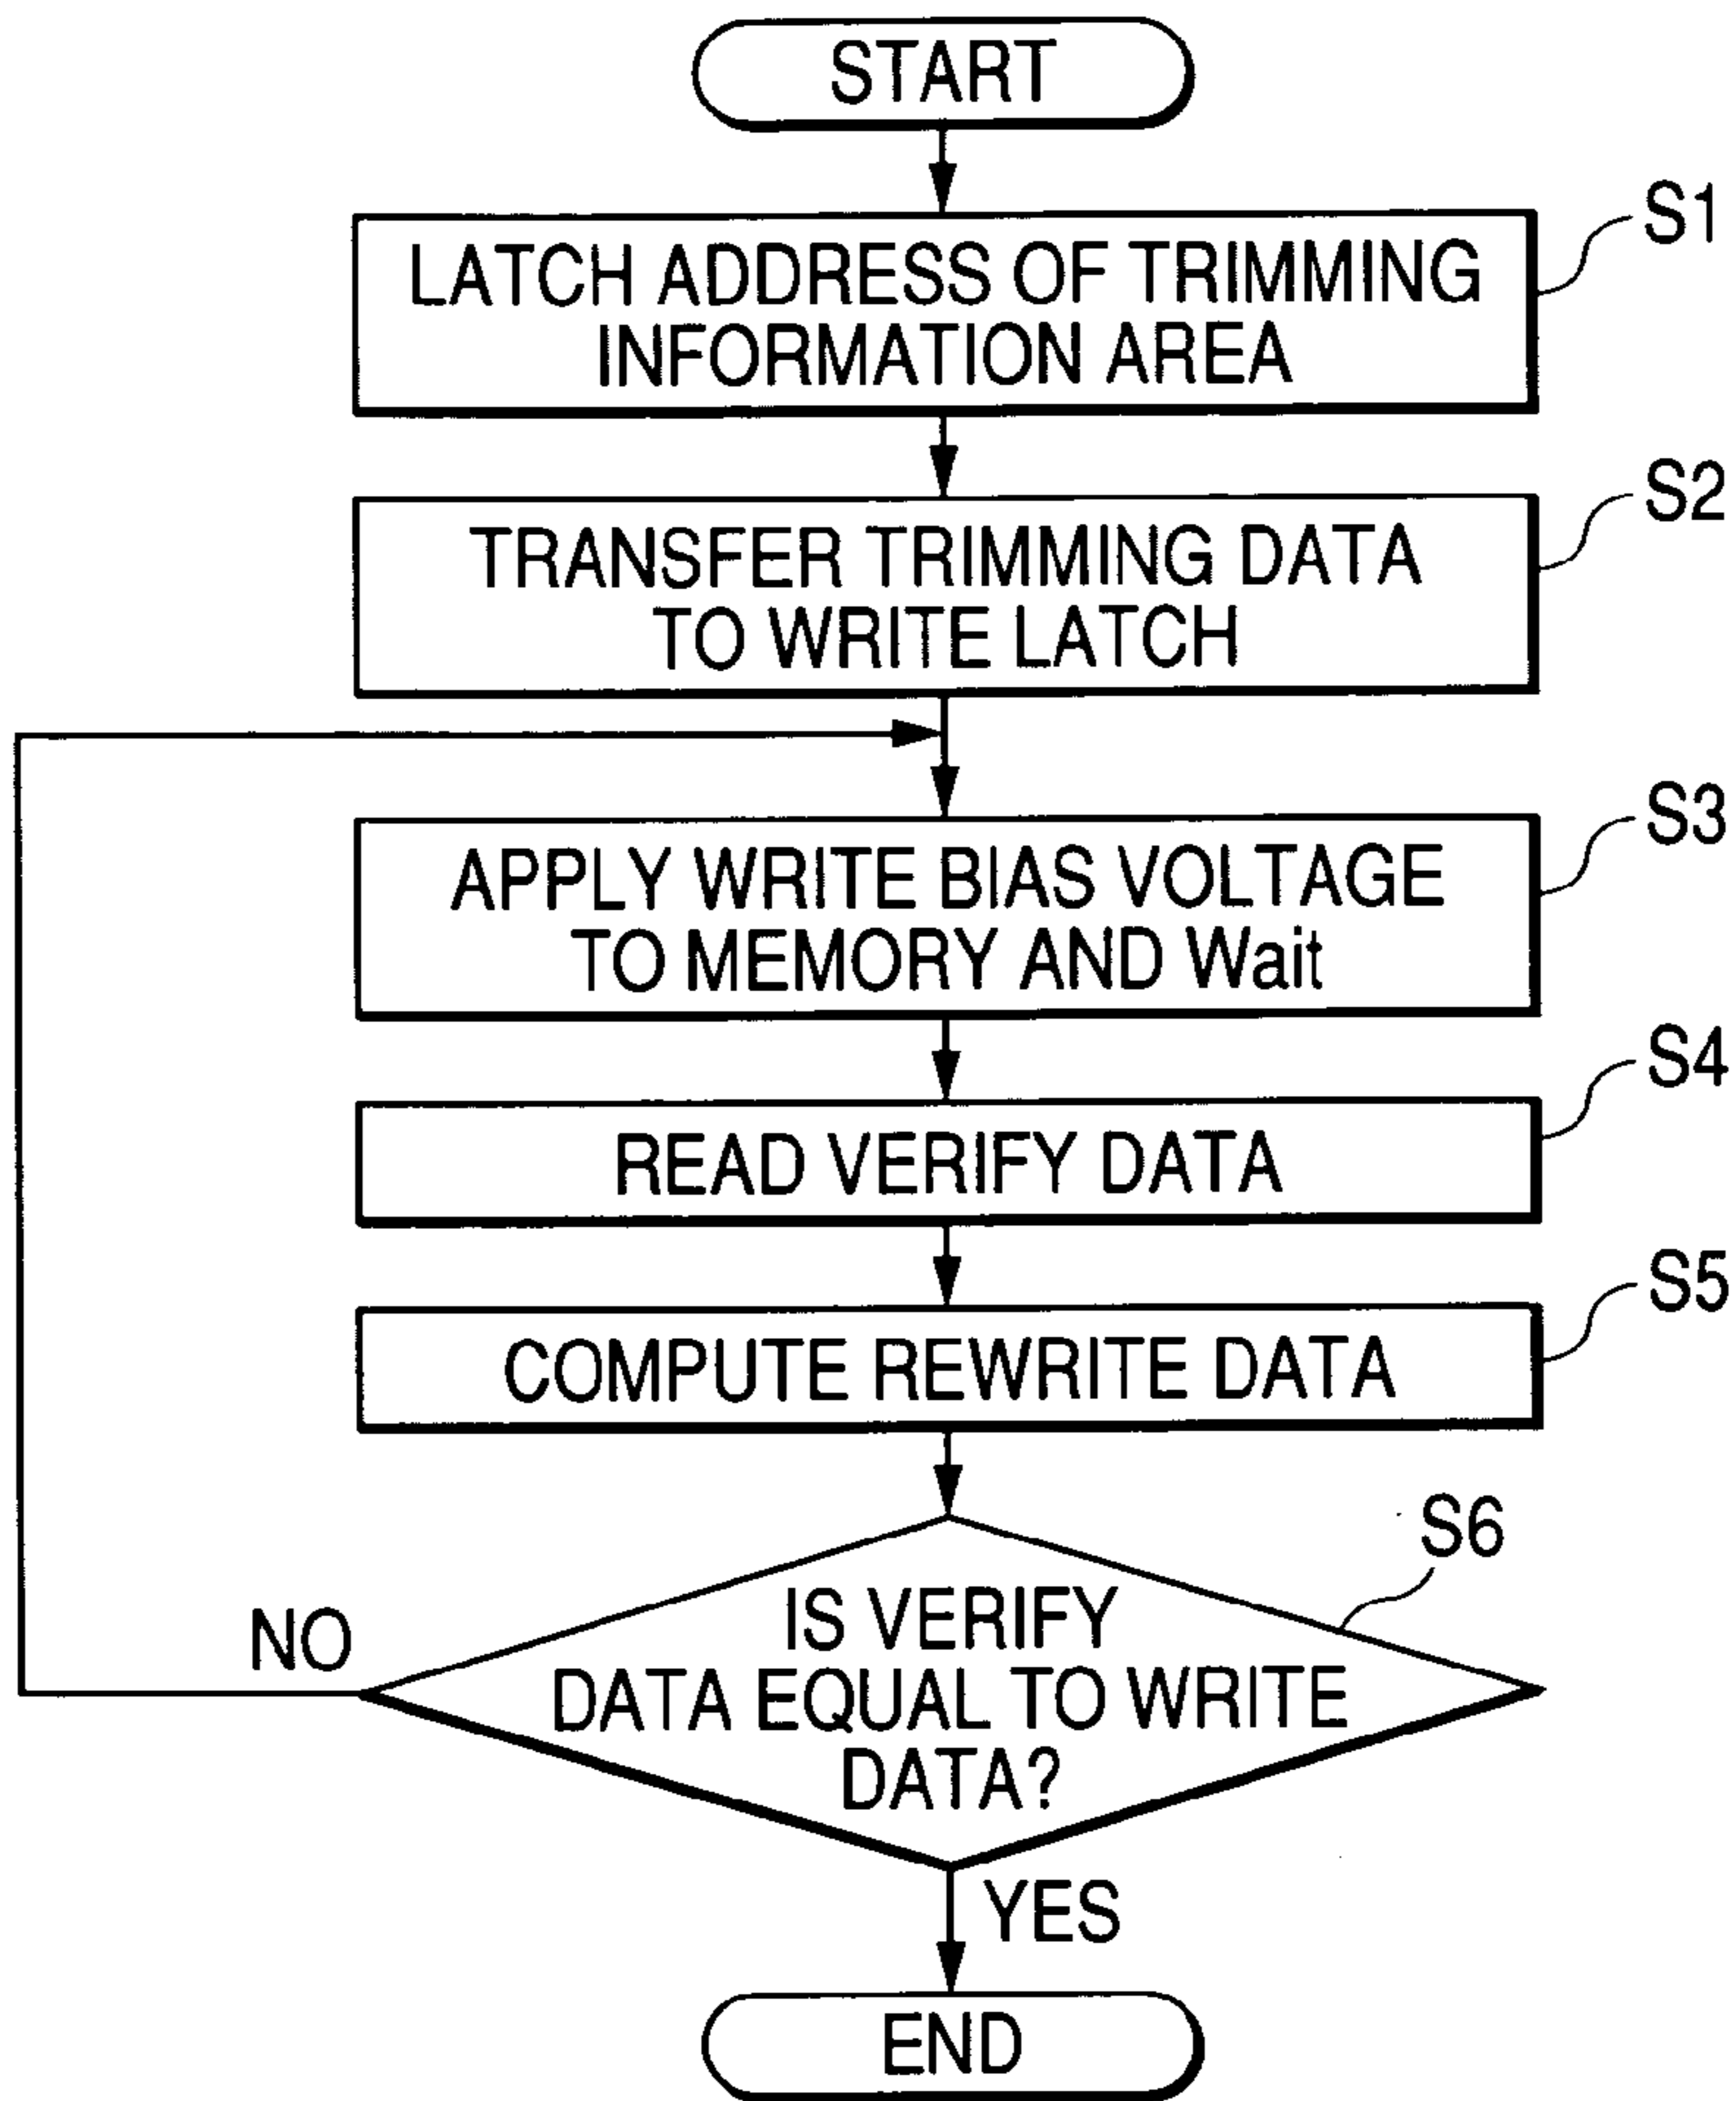 START
S1
LATCH ADDRESS OF TRIMMING
INFORMATION AREA
S2
TRANSFER TRIMMING DATA
TO WRITE LATCH
S3
APPLY WRITE BIAS VOLTAGE
TO MEMORY AND Wait
S4
READ VERIFY DATA
S5
COMPUTE REWRITE DATA
S6
IS VERIFY
DATA EQUAL TO WRITE
DATA?
NO
YES
END